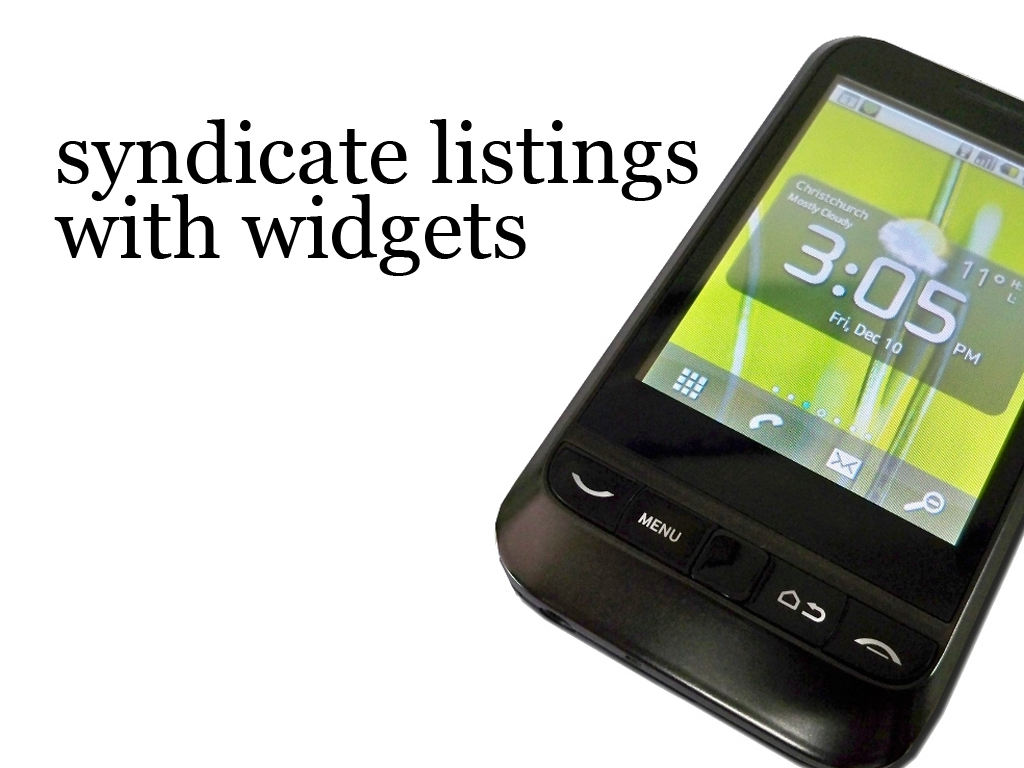 syndicate listings
with widgets
Christchurch
Mostly Cloudy
3:05 PM
11°
H:
L:
Fri, Dec 10
MENU